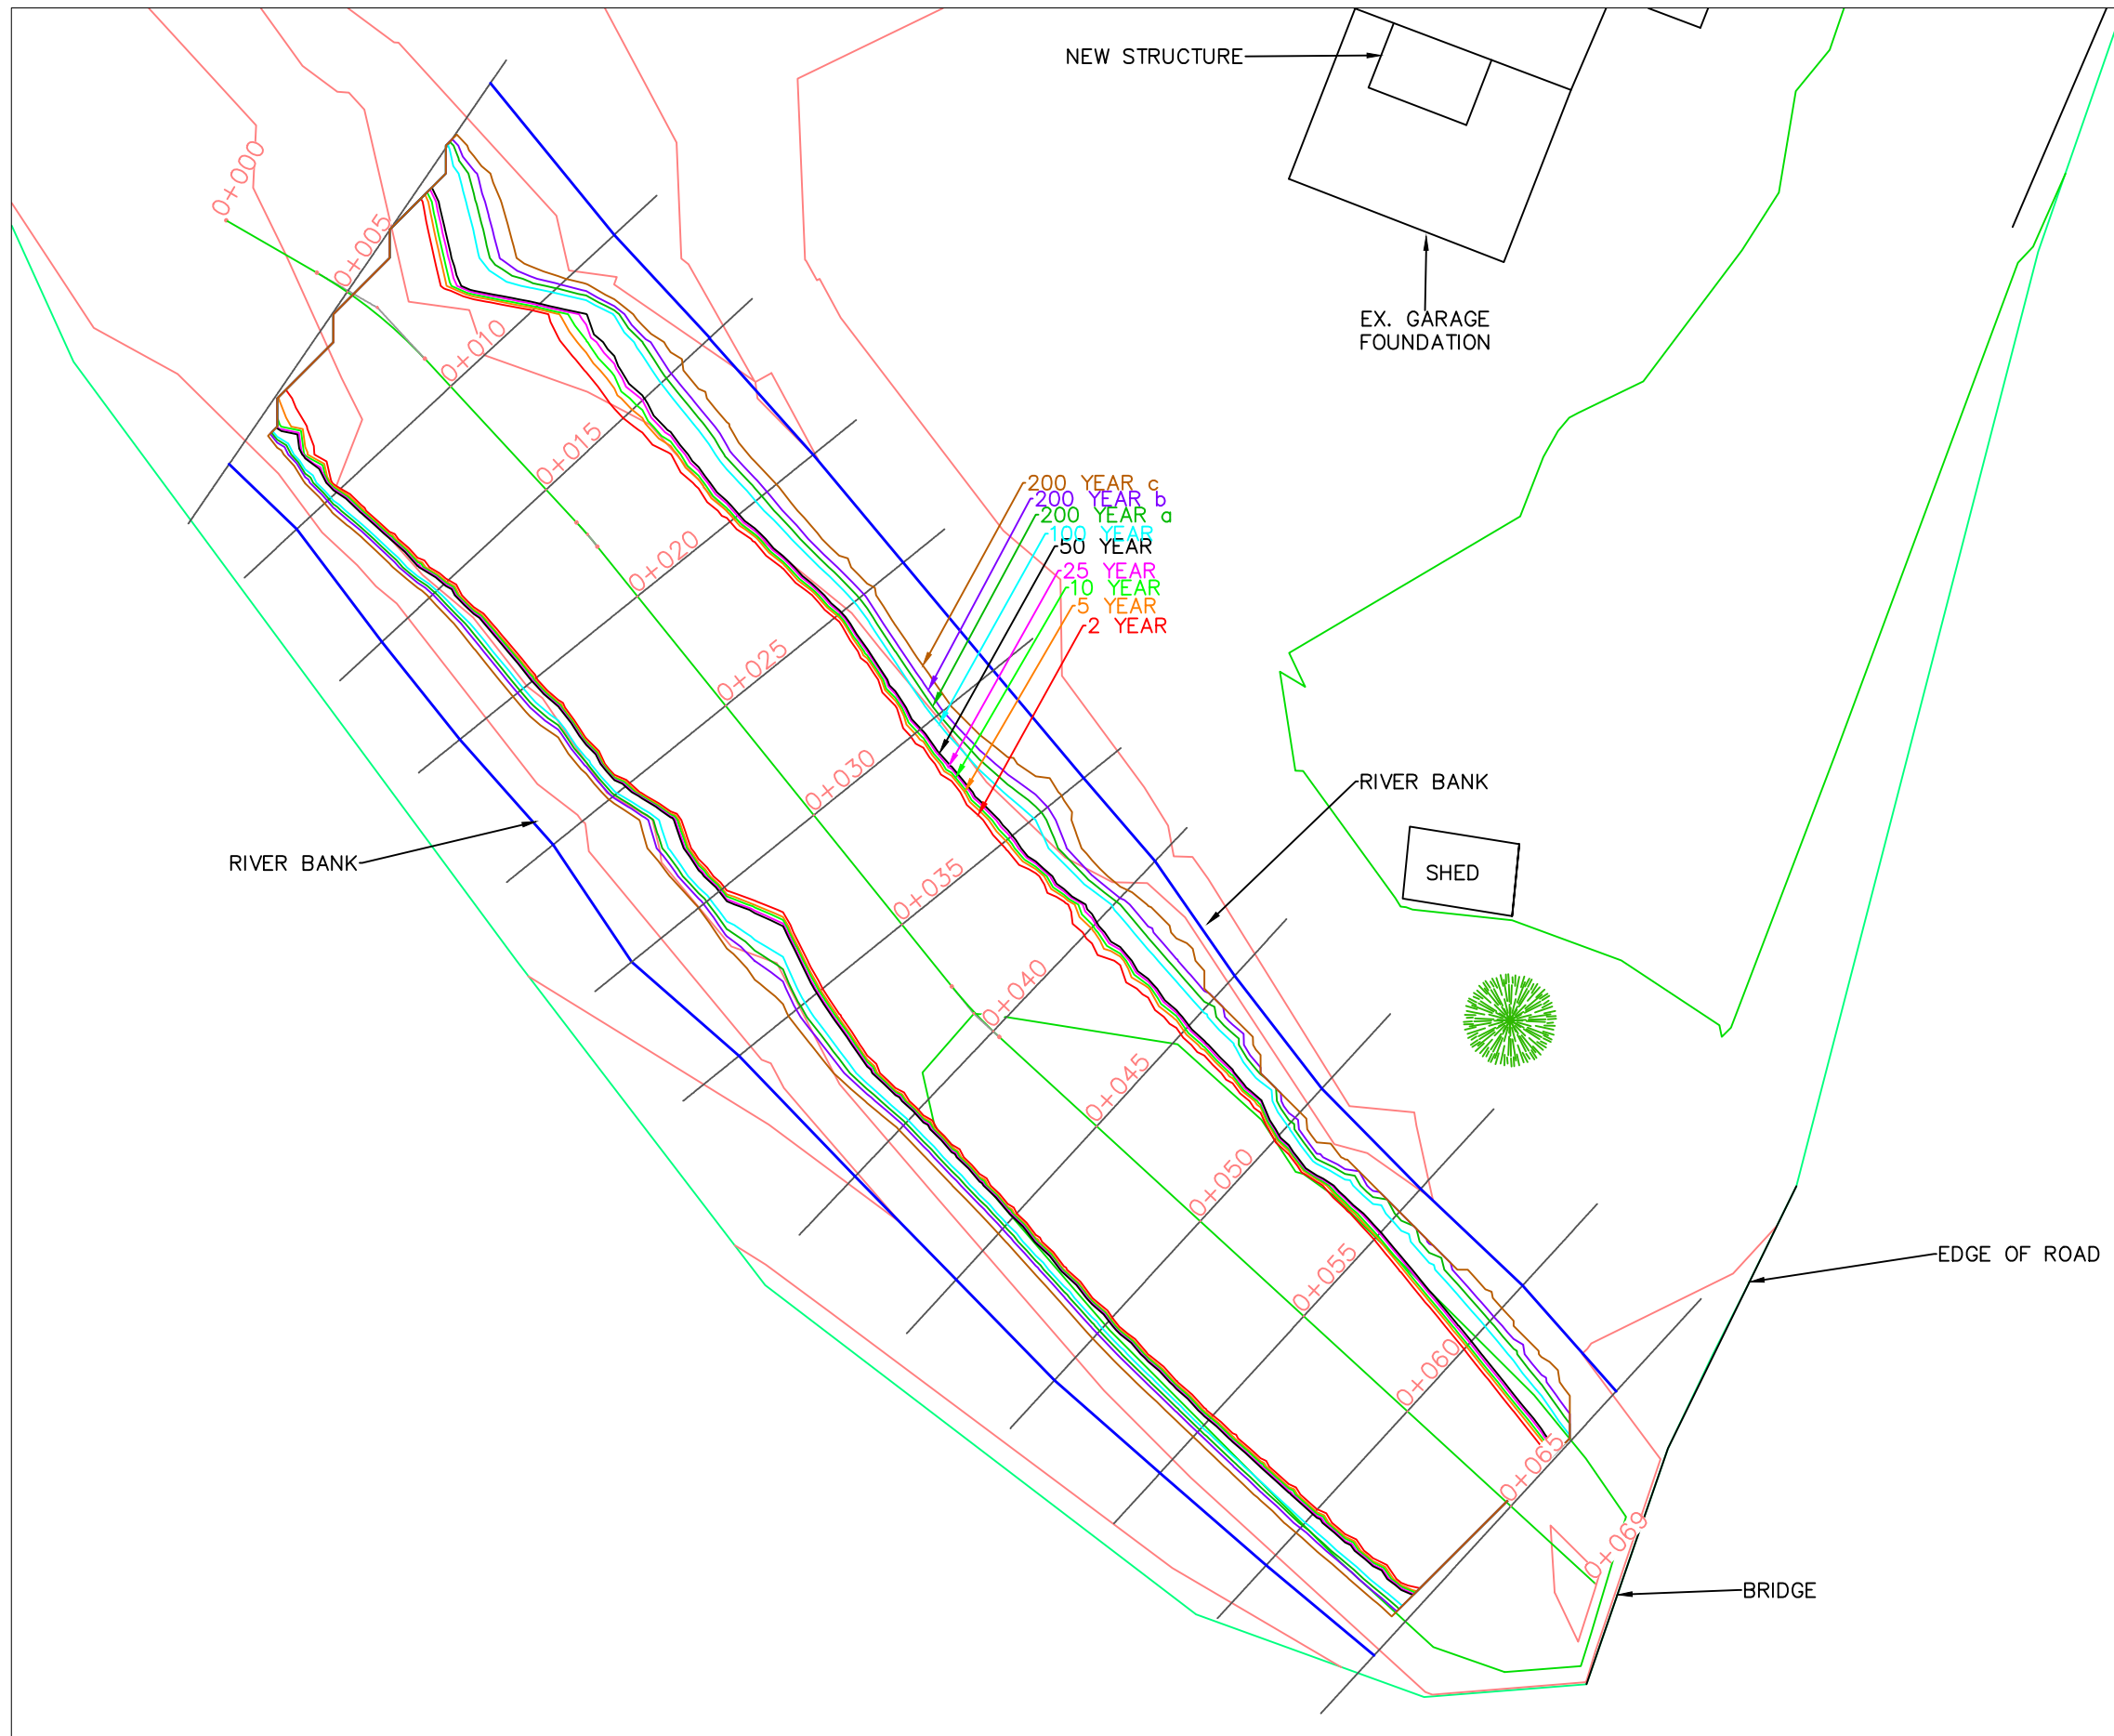 NEW STRUCTURE
0+000
0+005
EX. GARAGE
FOUNDATION
0+010
0+015
200 YEAR c
200 YEAR b
200 YEAR a
100 YEAR
50 YEAR
25 YEAR
10 YEAR
5 YEAR
2 YEAR
0+020
0+025
0+030
RIVER BANK
RIVER BANK
SHED
0+035
0+040
0+045
0+050
EDGE OF ROAD
0+055
0+060
0+065
0+069
BRIDGE